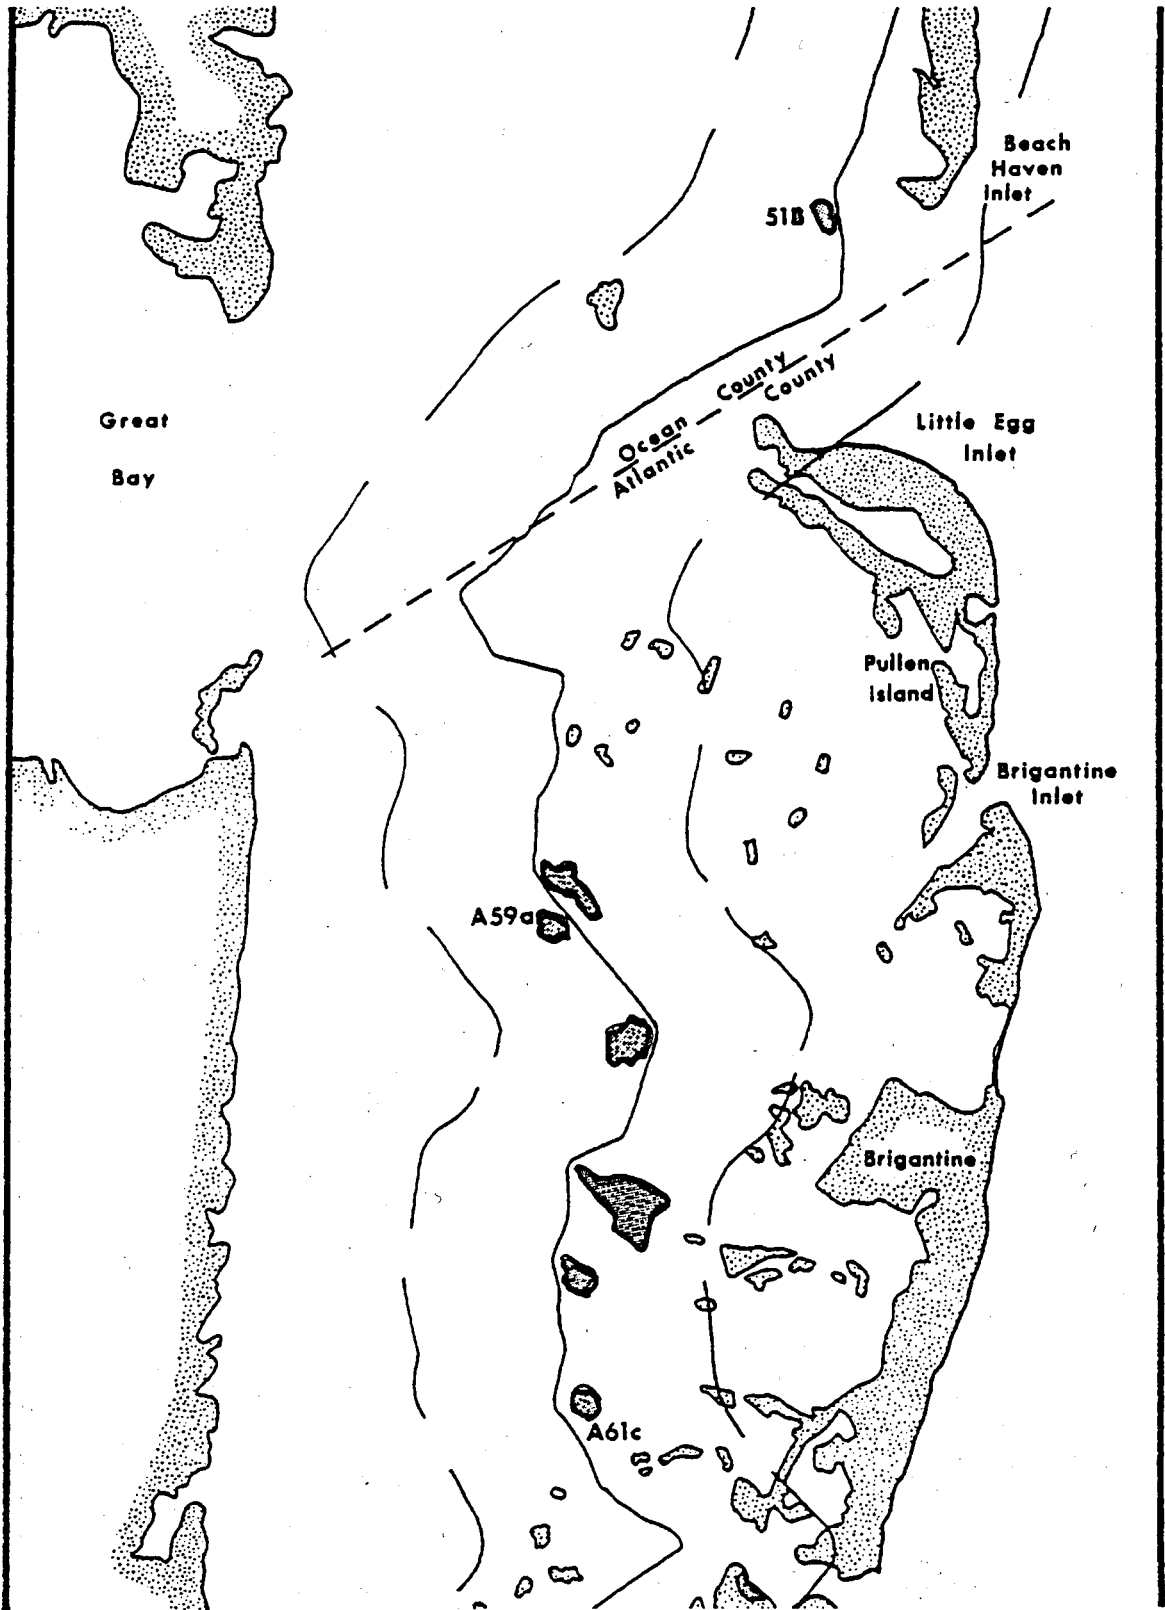 Beach
Haven
Inlet
51B
County
County
Great
Bay
Ocean
Atlantic
Little Egg
Inlet
Pullen
Island
Brigantine
Inlet
A59a
Brigantine
A61c